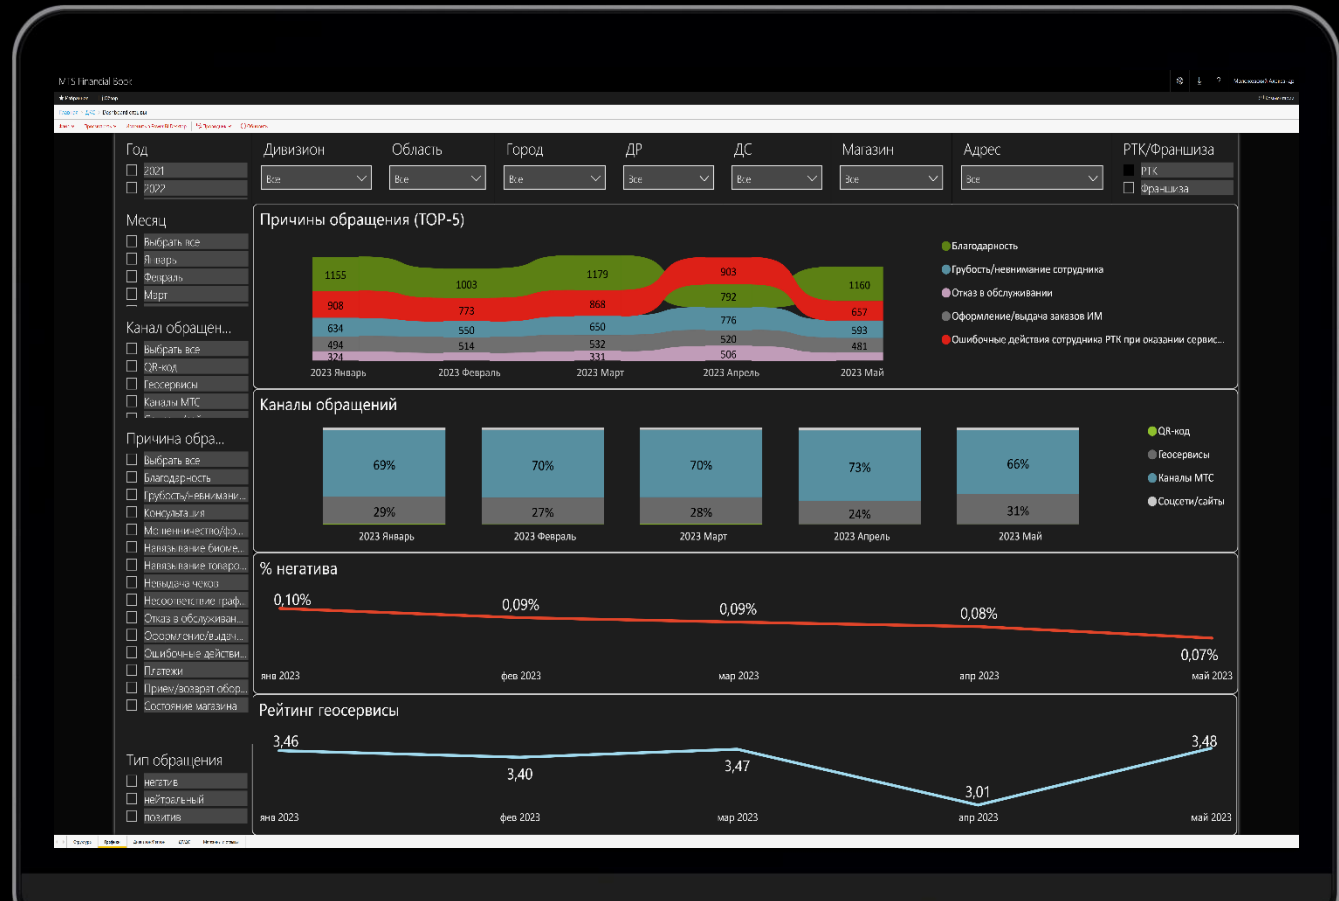 MTS Financial Book
Избранное
Обзор
Главная
Dashboard отзывы
Год
2021
2022
Дивизион
Все
Область
Все
Город
Все
ДР
Все
ДС
Все
Магазин
Все
Адрес
Все
РТК/Франшиза
РТК
Франшиза
Месяц
Выбрать все
Январь
Февраль
Март
Канал обращен...
Выбрать все
QR-код
Геосервисы
Каналы МТС
Причина обра...
Выбрать все
Благодарность
Грубость/невнимани...
Консультация
Мошенничество/фо...
Навязывание биоме...
Навязывание товаро...
Невыдача чеков
Несоответствие граф...
Отказ в обслуживан...
Оформление/выдач...
Ошибочные действи...
Платежи
Прием/возврат обор...
Состояние магазина
Тип обращения
негатив
нейтральный
позитив
Причины обращения (TOP-5)
1155
1003
1179
903
1160
908
773
868
792
657
634
550
650
776
593
494
514
532
520
481
324
331
506
2023 Январь
2023 Февраль
2023 Март
2023 Апрель
2023 Май
Благодарность
Грубость/невнимание сотрудника
Отказ в обслуживании
Оформление/выдача заказов ИМ
Ошибочные действия сотрудника РТК при оказании сервис...
Каналы обращений
69%
70%
70%
73%
66%
29%
27%
28%
24%
31%
2023 Январь
2023 Февраль
2023 Март
2023 Апрель
2023 Май
QR-код
Геосервисы
Каналы МТС
Соцсети/сайты
% негатива
0,10%
0,09%
0,09%
0,08%
0,07%
янв 2023
фев 2023
мар 2023
апр 2023
май 2023
Рейтинг геосервисы
3,46
3,40
3,47
3,01
3,48
янв 2023
фев 2023
мар 2023
апр 2023
май 2023
Структура
График